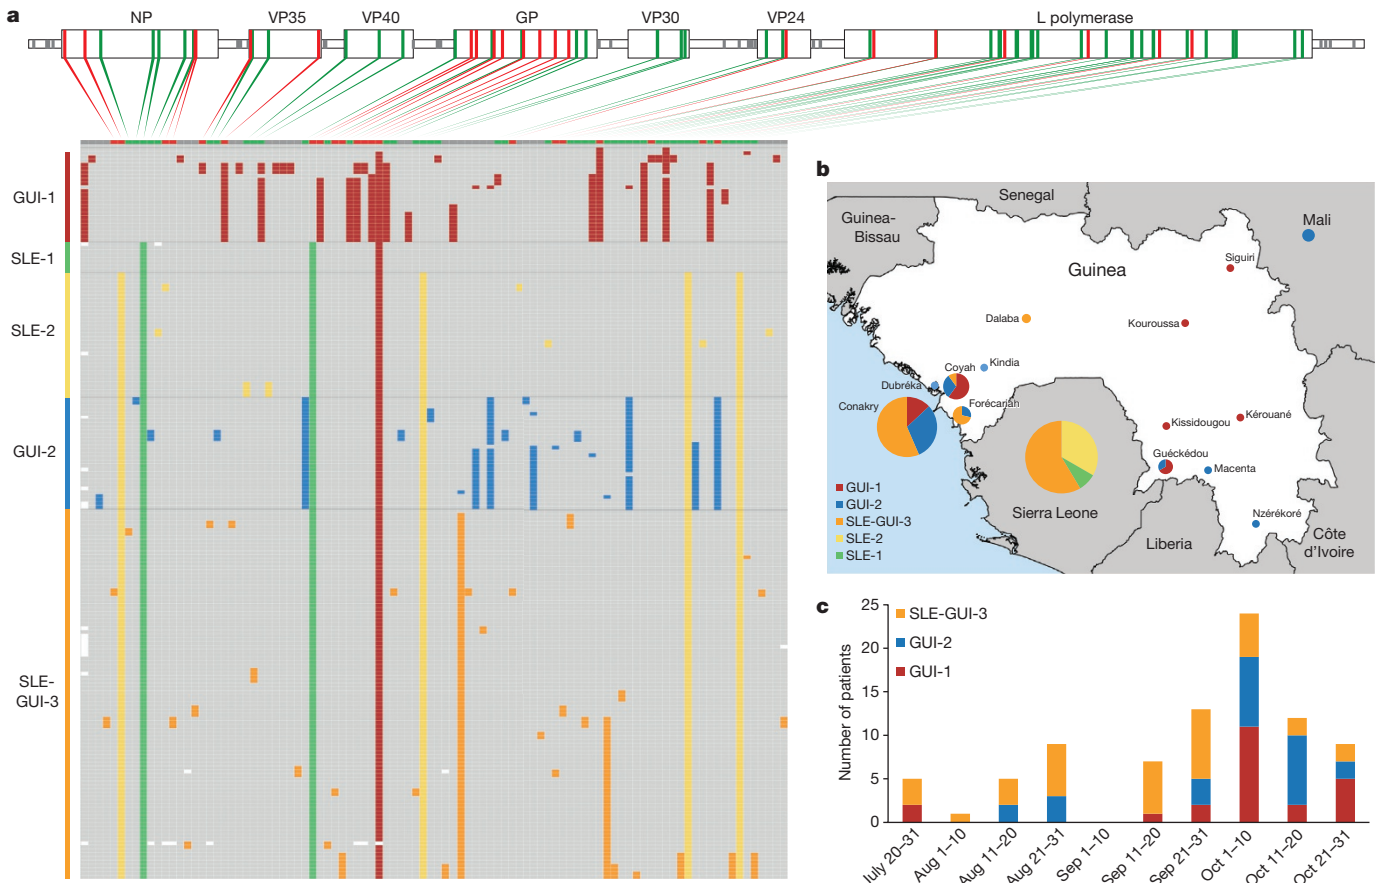 a
NP VP35 VP40 GP VP30 VP24 L polymerase
GUI-1
SLE-1
SLE-2
GUI-2
SLE-
GUI-3
b
Senegal
Guinea-
Bissau
Mali
Guinea
Siguiri
Dalaba
Kouroussa
Coyah
Kindia
Dubréka
Conakry
Forécariah
Kissidougou
Kérouané
Guéckédou
Macenta
Nzérékoré
Sierra Leone
Liberia
Côte
d'Ivoire
GUI-1
GUI-2
SLE-GUI-3
SLE-2
SLE-1
c
Number of patients
25
20
15
10
5
0
SLE-GUI-3
GUI-2
GUI-1
July 20–31
Aug 1–10
Aug 11–20
Aug 21–31
Sep 1–10
Sep 11–20
Sep 21–31
Oct 1–10
Oct 11–20
Oct 21–31